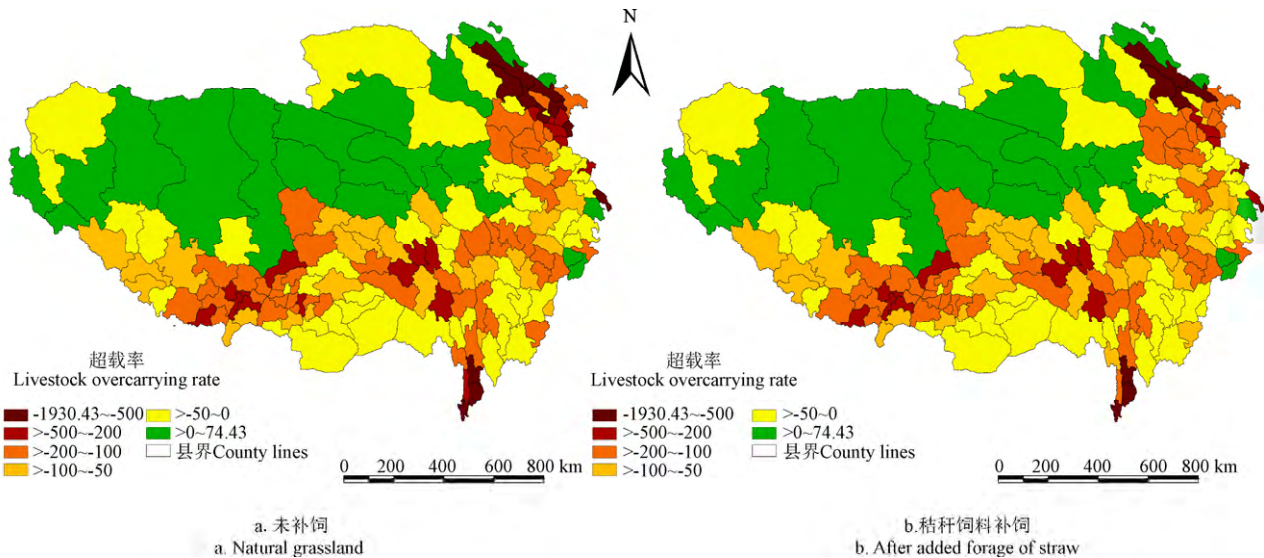 N
超载率
Livestock overcarrying rate
-1930.43~-500
>-500~-200
>-200~-100
>-100~-50
>-50~0
>0~74.43
县界County lines
0 200 400 600 800 km
a. 未补饲
a. Natural grassland
超载率
Livestock overcarrying rate
-1930.43~-500
>-500~-200
>-200~-100
>-100~-50
>-50~0
>0~74.43
县界County lines
0 200 400 600 800 km
b.秸秆饲料补饲
b. After added forage of straw